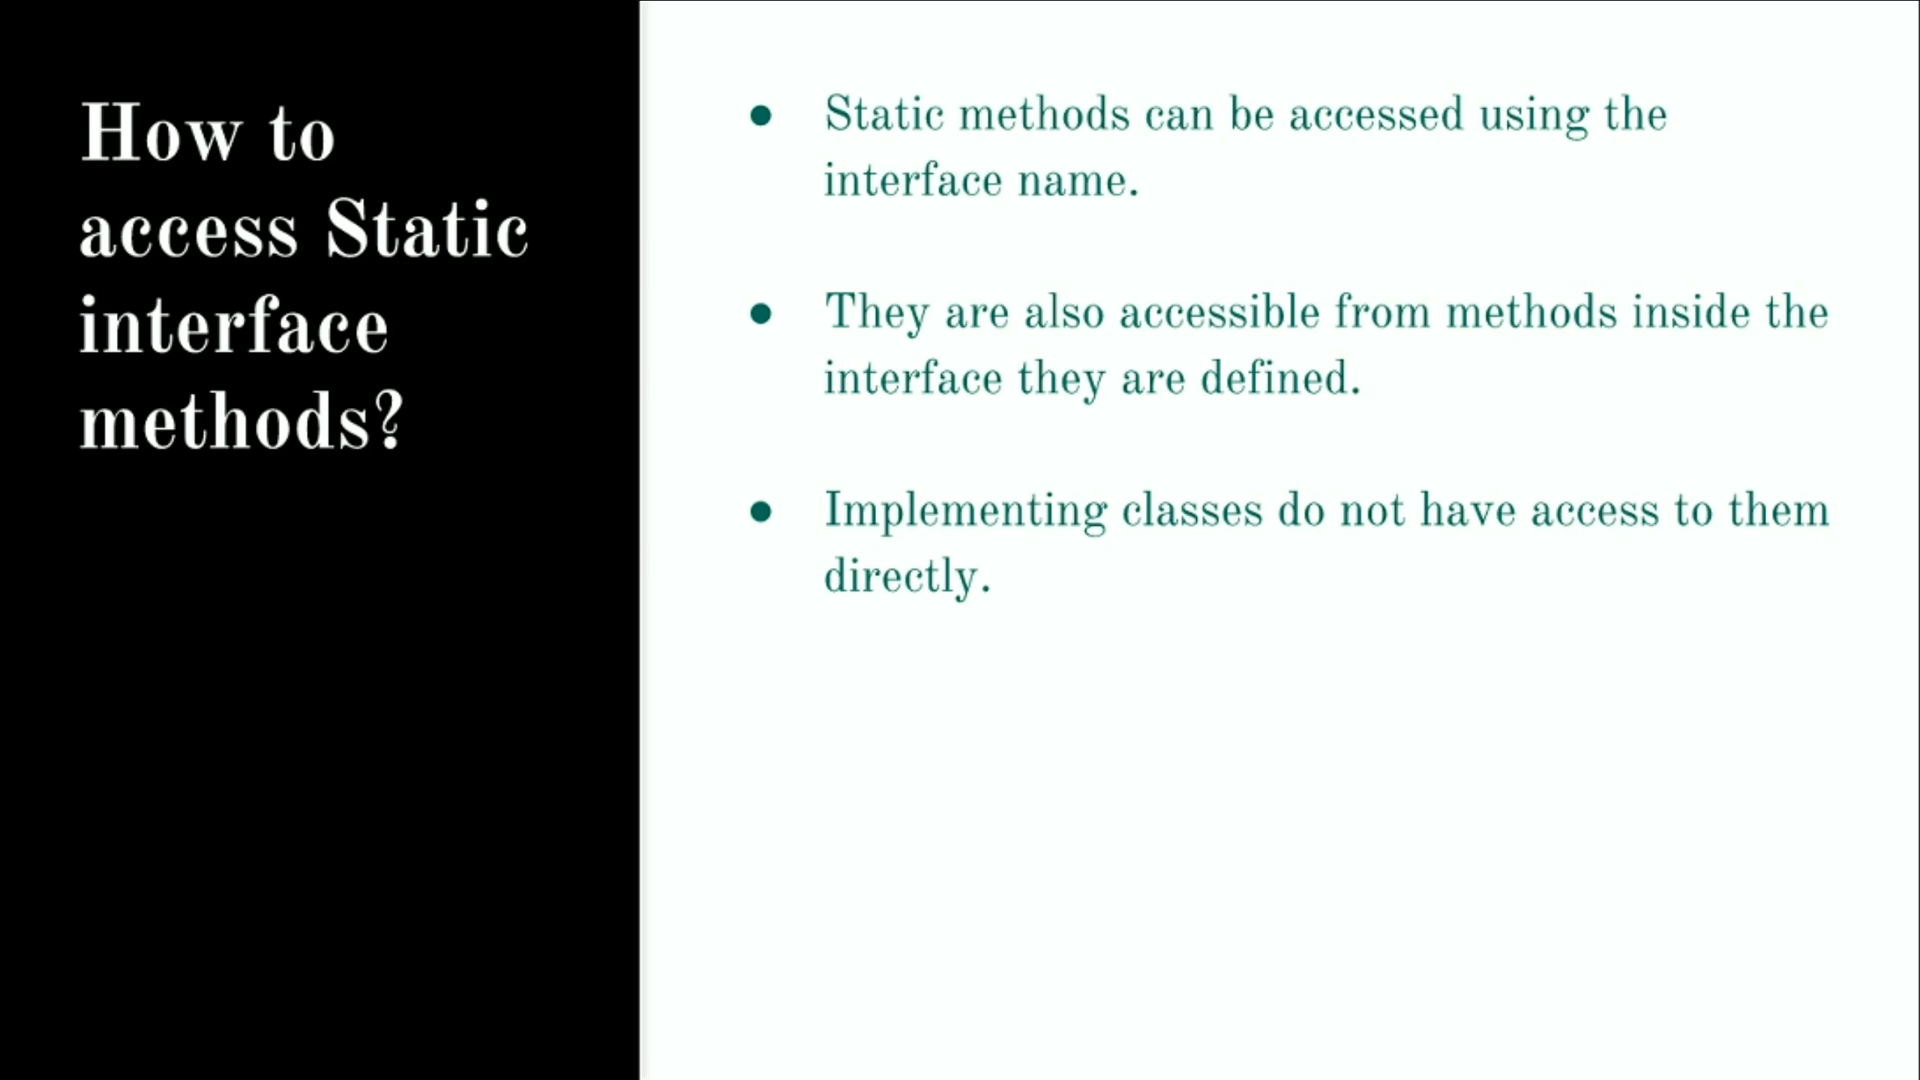 How to
access Static
interface
methods?
● Static methods can be accessed using the
interface name.
● They are also accessible from methods inside the
interface they are defined.
● Implementing classes do not have access to them
directly.